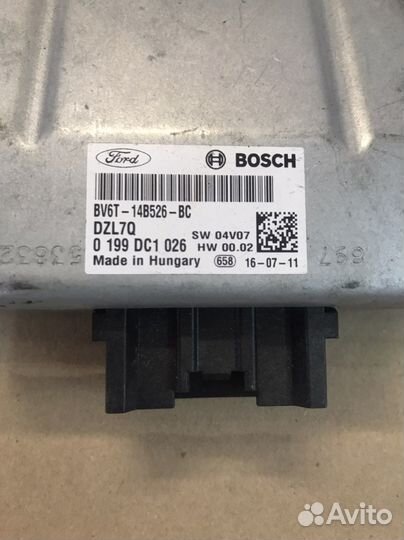 Ford
BOSCH
BV6T-14B526-BC
DZL7Q
SW 04V07
0 199 DC1 026
HW 00.02
Made in Hungary
658
16-07-11
697
Avito